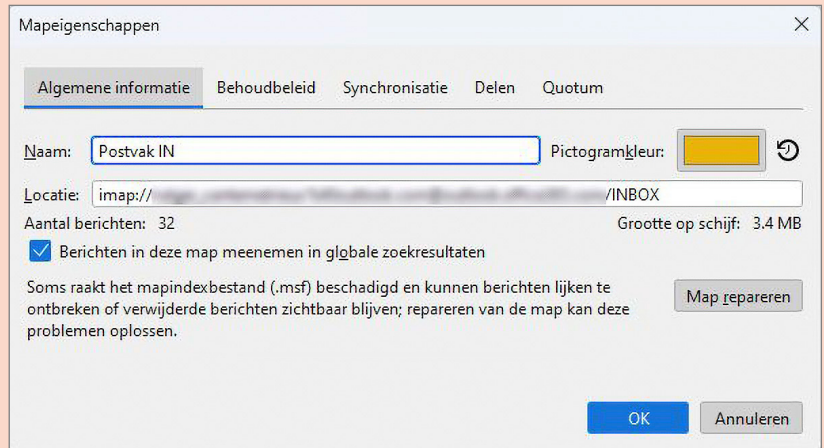 Mapeigenschappen
Algemene informatie Behoudbeleid Synchronisatie Delen Quotum
Naam: Postvak IN Pictogramkleur:
Locatie: imap:// /INBOX
Aantal berichten: 32 Grootte op schijf: 3.4 MB
Berichten in deze map meenemen in globale zoekresultaten
Soms raakt het mapindexbestand (.msf) beschadigd en kunnen berichten lijken te
ontbreken of verwijderde berichten zichtbaar blijven; repareren van de map kan deze
problemen oplossen.
Map repareren
OK Annuleren